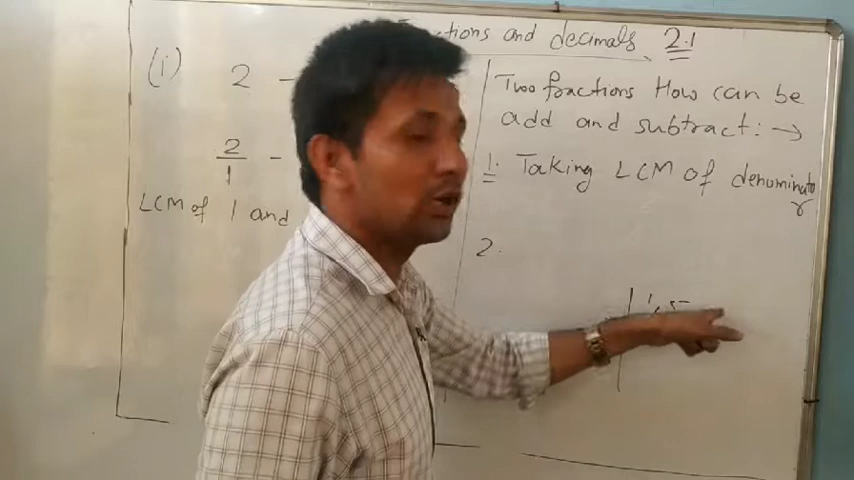 and decimals 2.1
(i) 2 -
2/1 -
LCM of 1 and
Two fractions How can be
add and subtract: →
1. Taking LCM of denominator
2.
1, 5